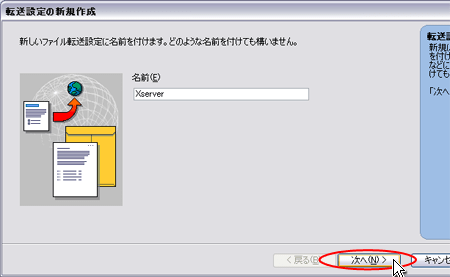 転送設定の新規作成
新しいファイル転送設定に名前を付けます。どのような名前を付けても構いません。
名前(E)
Xserver
転送設
新規
を付け
などに
けても
「次へ
< 戻る(B)
次へ(N) >
キャンセ